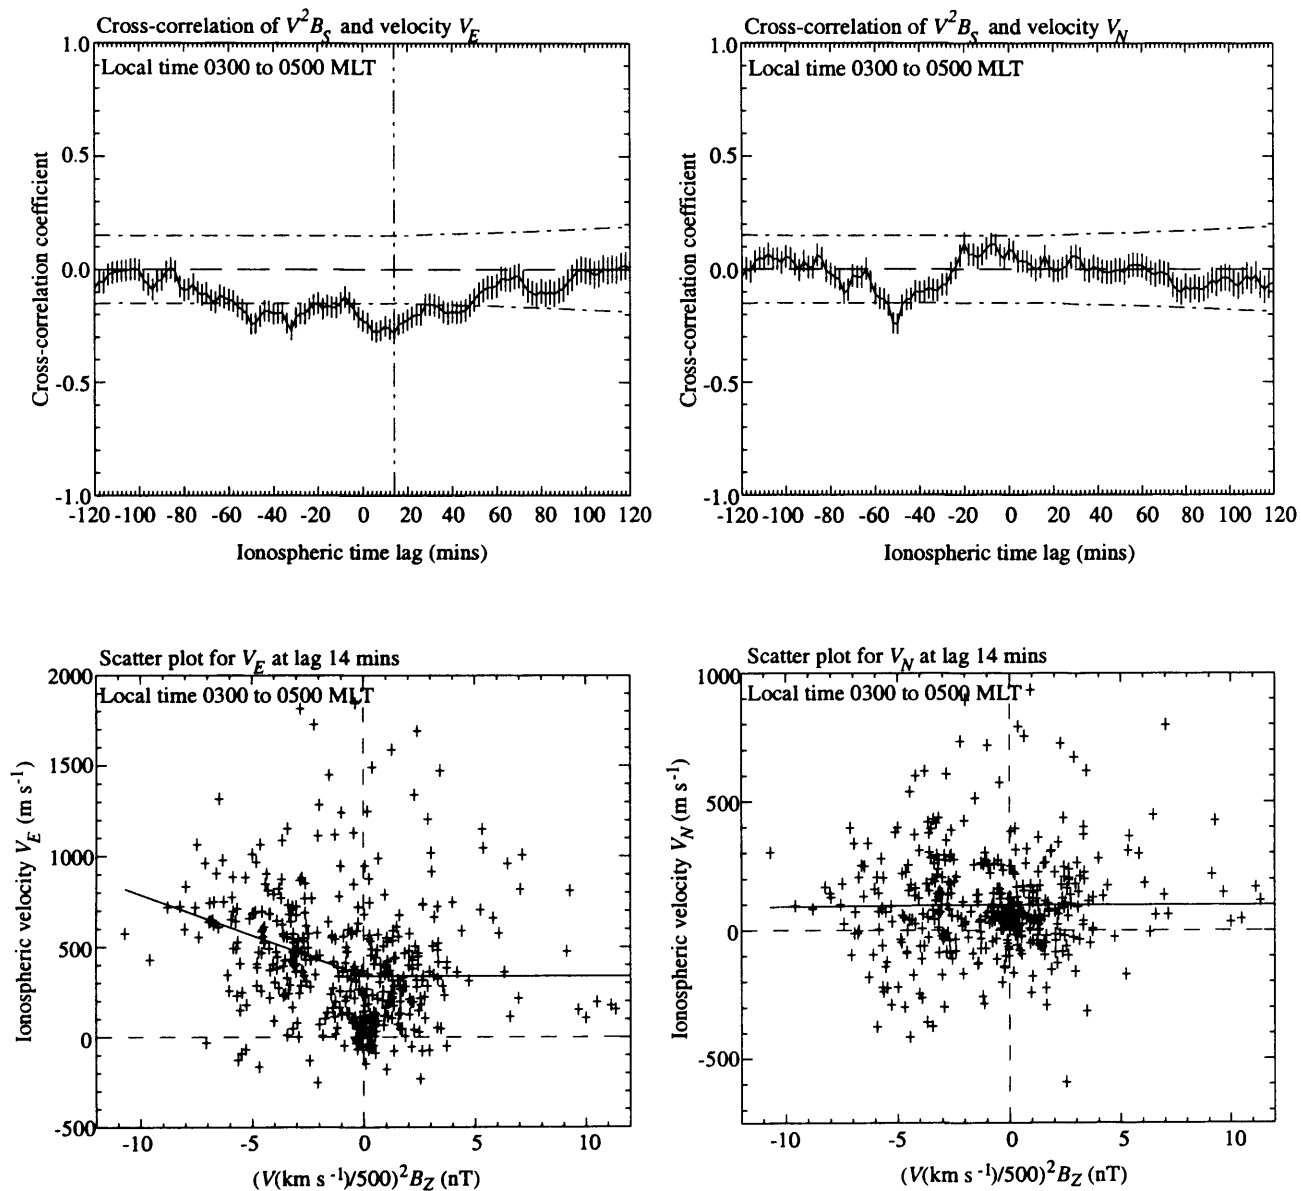 Cross-correlation of V²B_S and velocity V_E
Local time 0300 to 0500 MLT
Cross-correlation coefficient
1.0
0.5
0.0
-0.5
-1.0
-120 -100 -80 -60 -40 -20 0 20 40 60 80 100 120
Ionospheric time lag (mins)
Cross-correlation of V²B_S and velocity V_N
Local time 0300 to 0500 MLT
Cross-correlation coefficient
1.0
0.5
0.0
-0.5
-1.0
-120 -100 -80 -60 -40 -20 0 20 40 60 80 100 120
Ionospheric time lag (mins)
Scatter plot for V_E at lag 14 mins
Local time 0300 to 0500 MLT
Ionospheric velocity V_E (m s⁻¹)
2000
1500
1000
500
0
-500
-10 -5 0 5 10
(V(km s⁻¹)/500)²B_Z (nT)
Scatter plot for V_N at lag 14 mins
Local time 0300 to 0500 MLT
Ionospheric velocity V_N (m s⁻¹)
1000
500
0
-500
-10 -5 0 5 10
(V(km s⁻¹)/500)²B_Z (nT)